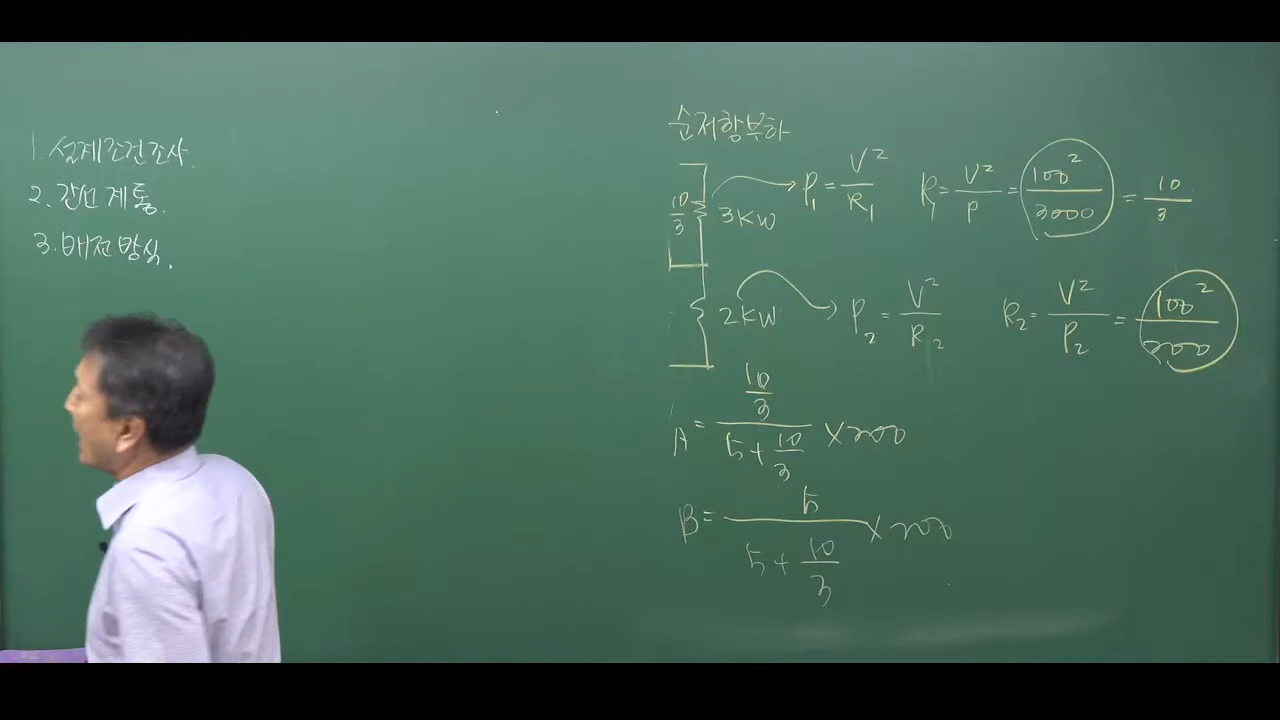 1. 설계조건조사.
2. 간선계통.
3. 배전방식.
순저항부하
10/3 3KW P₁ = V²/R₁ R₁ = V²/P = 100²/3000 = 10/3
2KW P₂ = V²/R₂ R₂ = V²/P₂ = 100²/200
A = (10/3)/(5+10/3) × 200
B = 5/(5+10/3) × 200